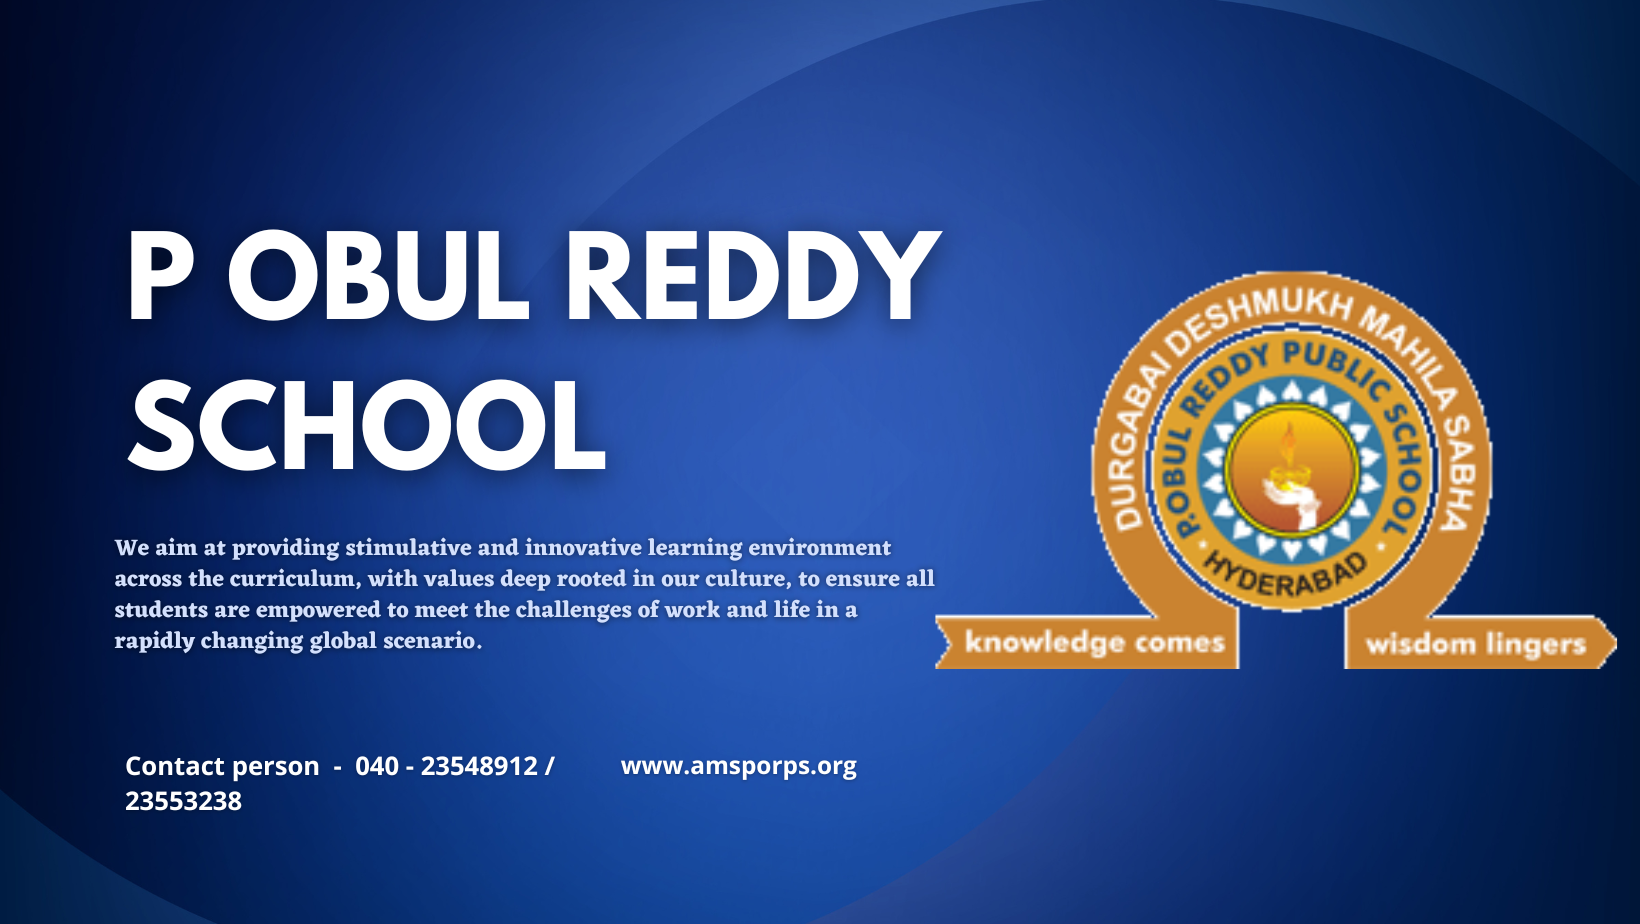 P OBUL REDDY
SCHOOL
We aim at providing stimulative and innovative learning environment
across the curriculum, with values deep rooted in our culture, to ensure all
students are empowered to meet the challenges of work and life in a
rapidly changing global scenario.
Contact person - 040 - 23548912 /
23553238
www.amsporps.org
DURGABAI DESHMUKH MAHILA SABHA
P.OBUL REDDY PUBLIC SCHOOL
• HYDERABAD •
knowledge comes
wisdom lingers